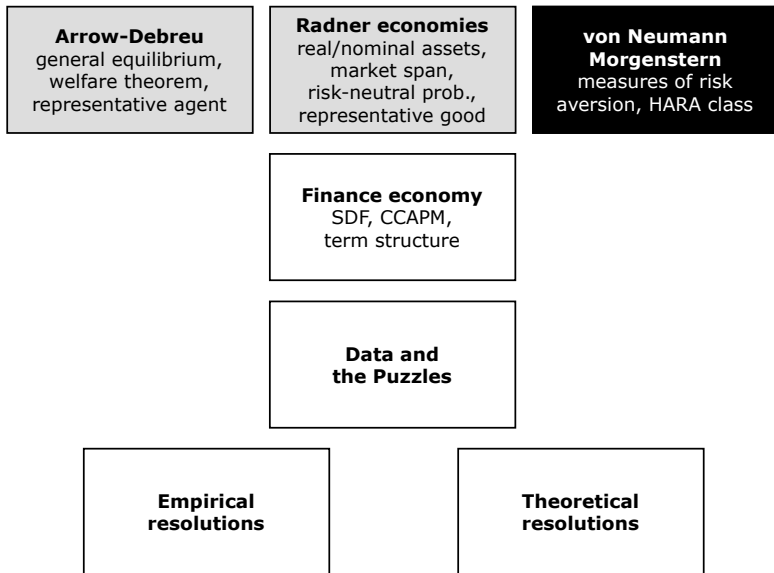 Arrow-Debreu
general equilibrium,
welfare theorem,
representative agent
Radner economies
real/nominal assets,
market span,
risk-neutral prob.,
representative good
von Neumann
Morgenstern
measures of risk
aversion, HARA class
Finance economy
SDF, CCAPM,
term structure
Data and
the Puzzles
Empirical
resolutions
Theoretical
resolutions